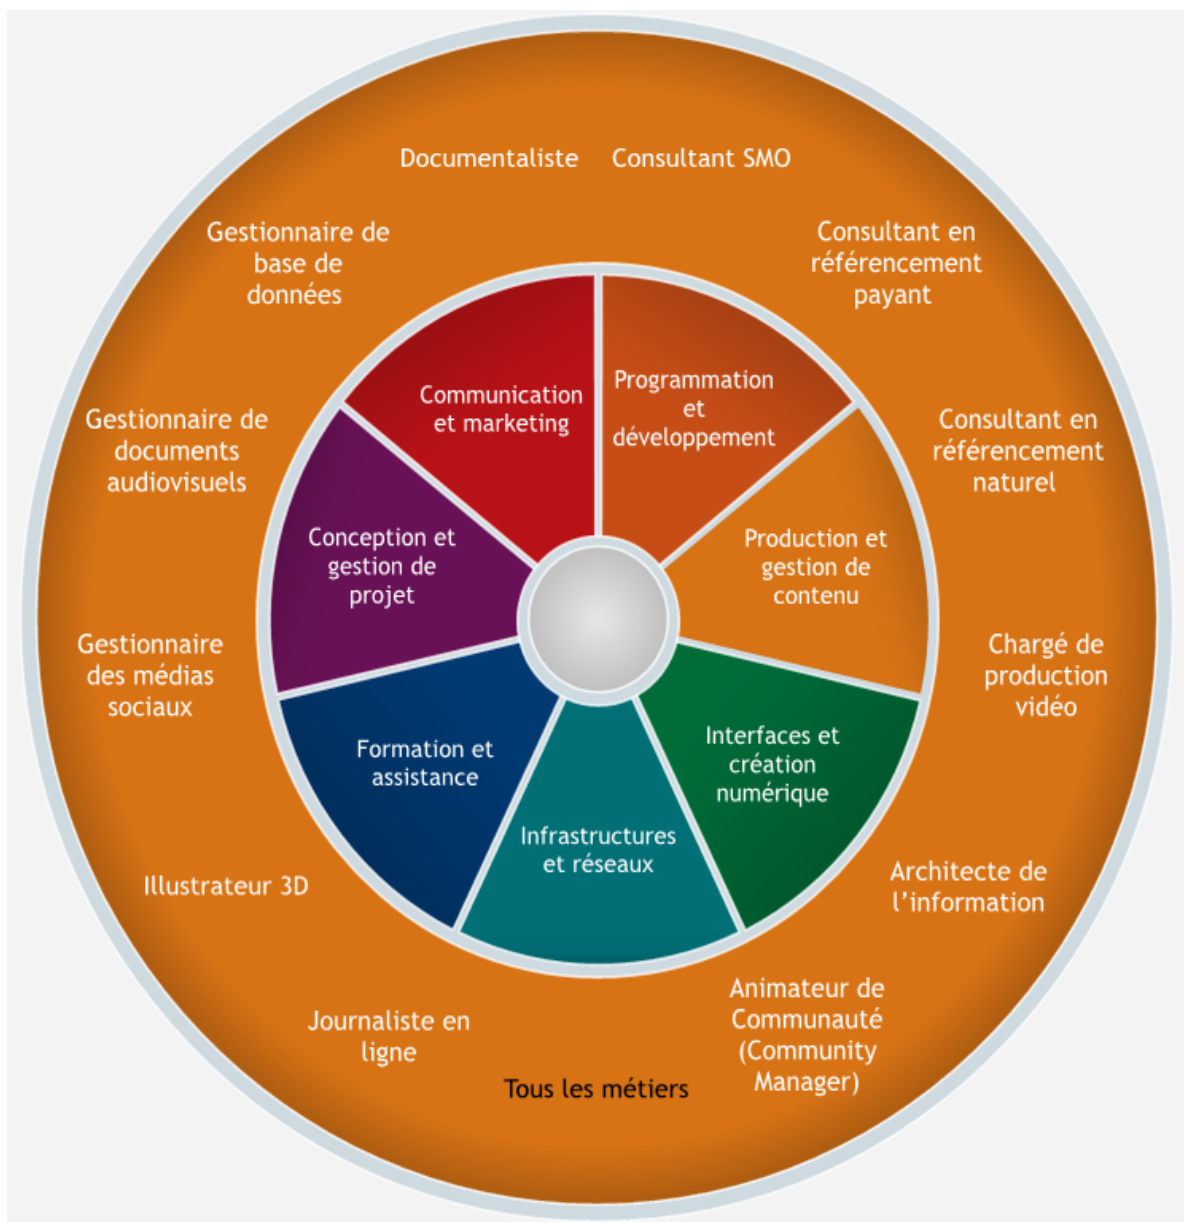 Documentaliste
Consultant SMO
Gestionnaire de
base de
données
Consultant en
référencement
payant
Gestionnaire de
documents
audiovisuels
Consultant en
référencement
naturel
Gestionnaire
des médias
sociaux
Chargé de
production
vidéo
Illustrateur 3D
Architecte de
l’information
Journaliste en
ligne
Animateur de
Communauté
(Community
Manager)
Tous les métiers
Communication
et marketing
Programmation
et
développement
Conception et
gestion de
projet
Production et
gestion de
contenu
Formation et
assistance
Interfaces et
création
numérique
Infrastructures
et réseaux